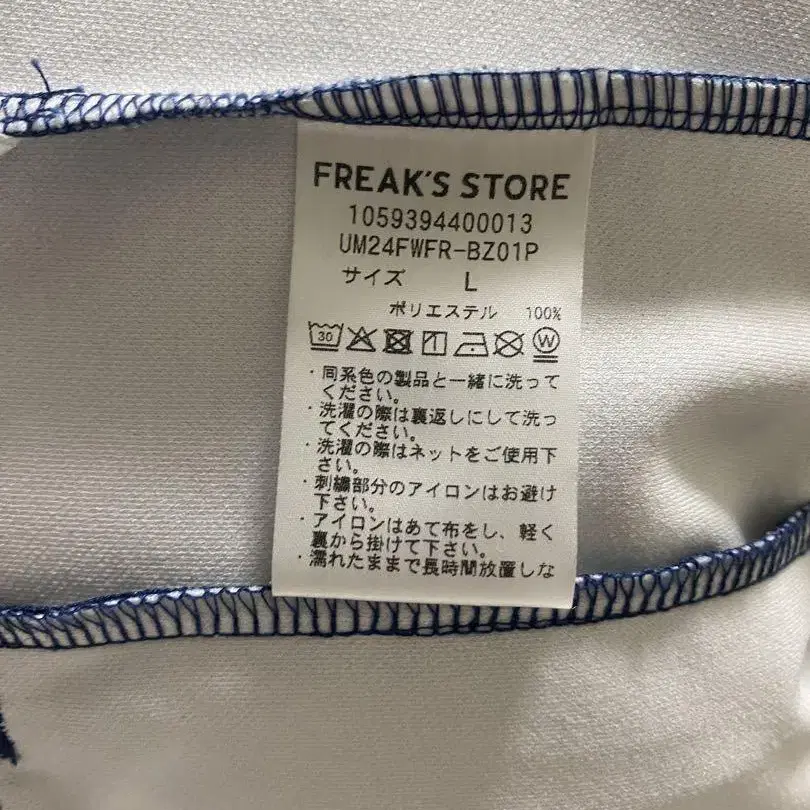 FREAK'S STORE
1059394400013
UM24FWFR-BZ01P
サイズ L
ポリエステル 100%
30 W
・同系色の製品と一緒に洗って
ください。
・洗濯の際は裏返しにして洗っ
てください。
・洗濯の際はネットをご使用下
さい。
・刺繍部分のアイロンはお避け
下さい。
・アイロンはあて布をし、軽く
裏から掛けて下さい。
・濡れたままで長時間放置しな